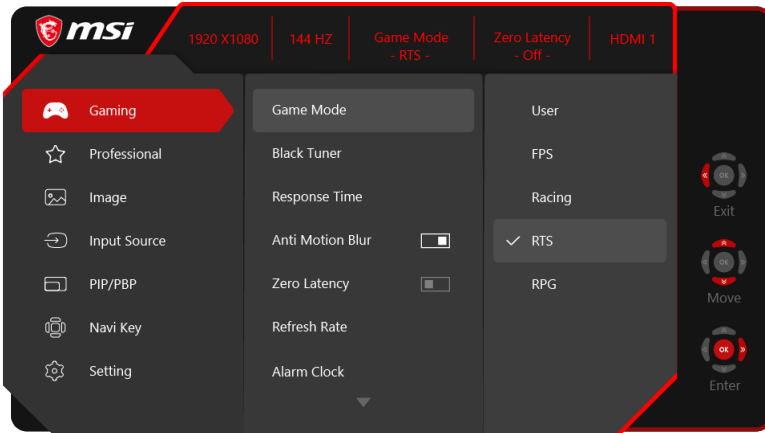 msi
1920 X1080
144 HZ
Game Mode
- RTS -
Zero Latency
- Off -
HDMI 1
Gaming
Professional
Image
Input Source
PIP/PBP
Navi Key
Setting
Game Mode
Black Tuner
Response Time
Anti Motion Blur
Zero Latency
Refresh Rate
Alarm Clock
User
FPS
Racing
RTS
RPG
OK
Exit
OK
Move
OK
Enter